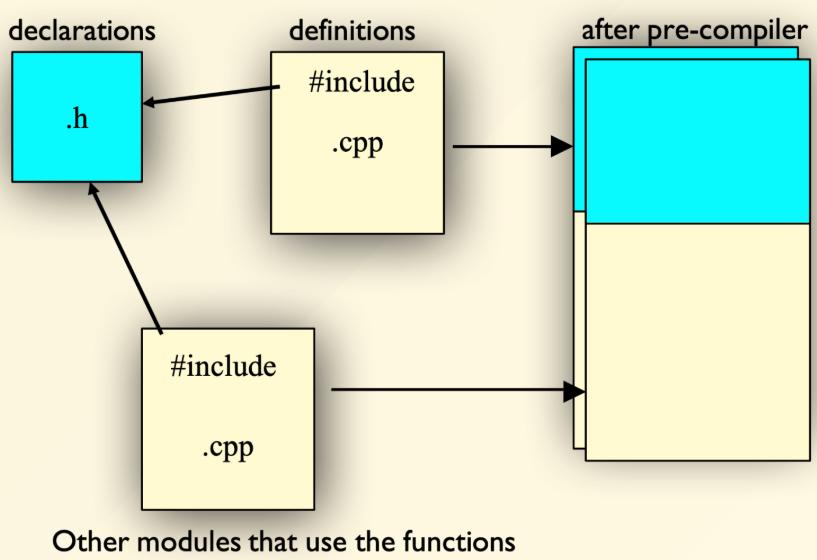 declarations
definitions
after pre-compiler
.h
#include
.cpp
#include
.cpp
Other modules that use the functions